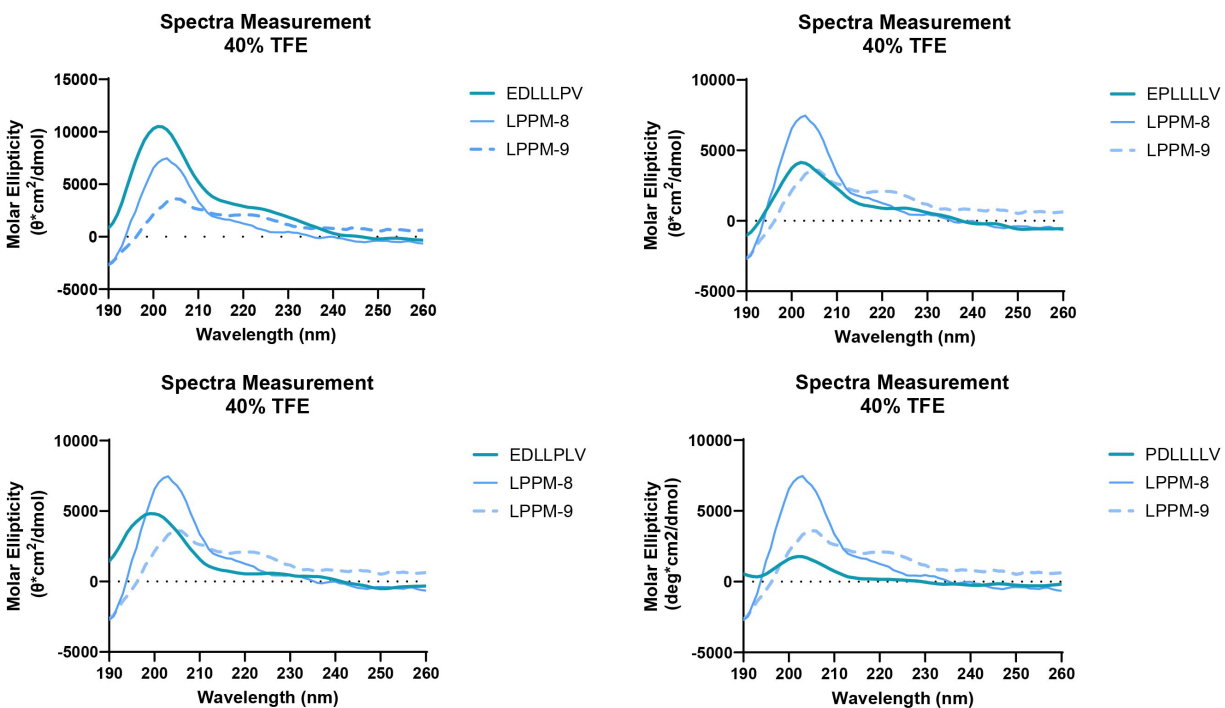 Spectra Measurement
40% TFE
15000
10000
5000
0
-5000
Molar Ellipticity
(θ*cm²/dmol)
190 200 210 220 230 240 250 260
Wavelength (nm)
EDLLLPV
LPPM-8
LPPM-9
Spectra Measurement
40% TFE
10000
5000
0
-5000
Molar Ellipticity
(θ*cm²/dmol)
190 200 210 220 230 240 250 260
Wavelength (nm)
EPLLLLV
LPPM-8
LPPM-9
Spectra Measurement
40% TFE
10000
5000
0
-5000
Molar Ellipticity
(θ*cm²/dmol)
190 200 210 220 230 240 250 260
Wavelength (nm)
EDLLPLV
LPPM-8
LPPM-9
Spectra Measurement
40% TFE
10000
5000
0
-5000
Molar Ellipticity
(deg*cm2/dmol)
190 200 210 220 230 240 250 260
Wavelength (nm)
PDLLLLV
LPPM-8
LPPM-9